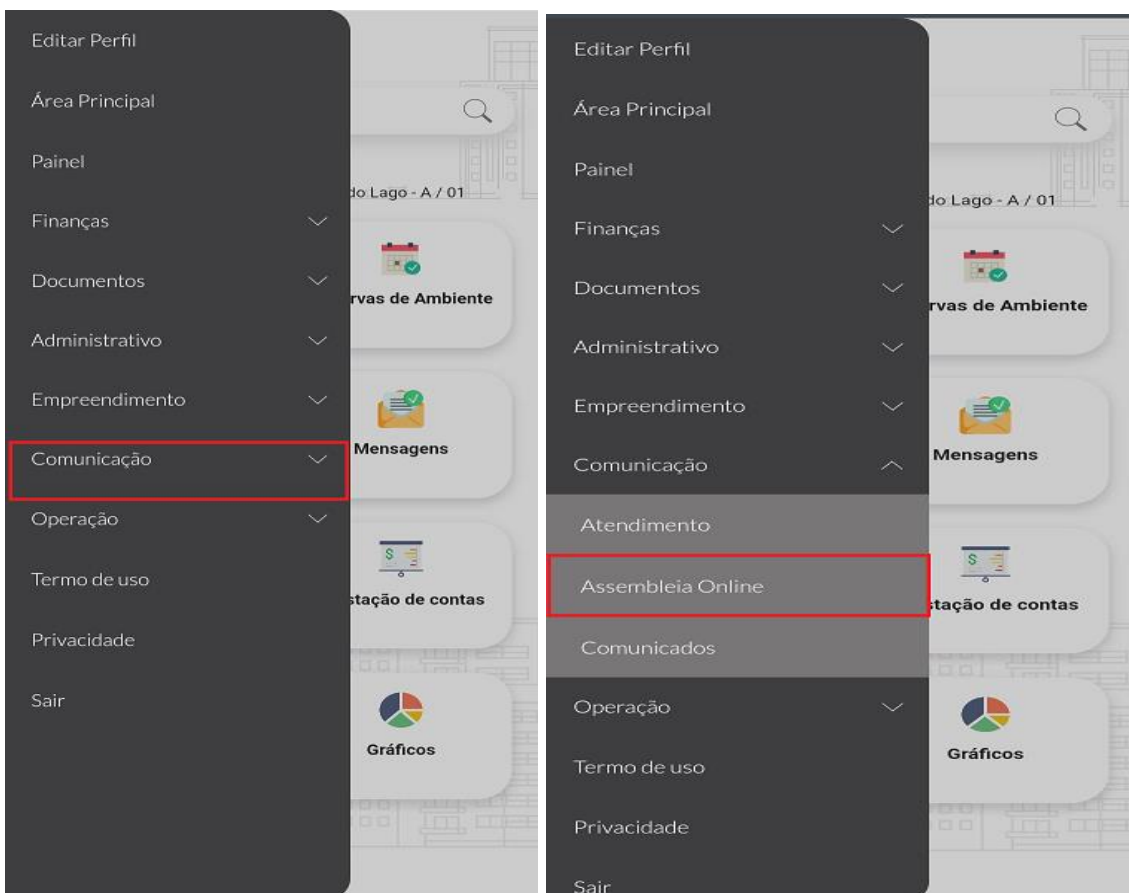 Editar Perfil
Área Principal
Painel
do Lago - A / 01
Finanças
Documentos
rvas de Ambiente
Administrativo
Empreendimento
Mensagens
Comunicação
Operação
Termo de uso
stação de contas
Privacidade
Sair
Gráficos
Editar Perfil
Área Principal
Painel
do Lago - A / 01
Finanças
Documentos
rvas de Ambiente
Administrativo
Empreendimento
Mensagens
Comunicação
Atendimento
Assembleia Online
stação de contas
Comunicados
Operação
Gráficos
Termo de uso
Privacidade
Sair